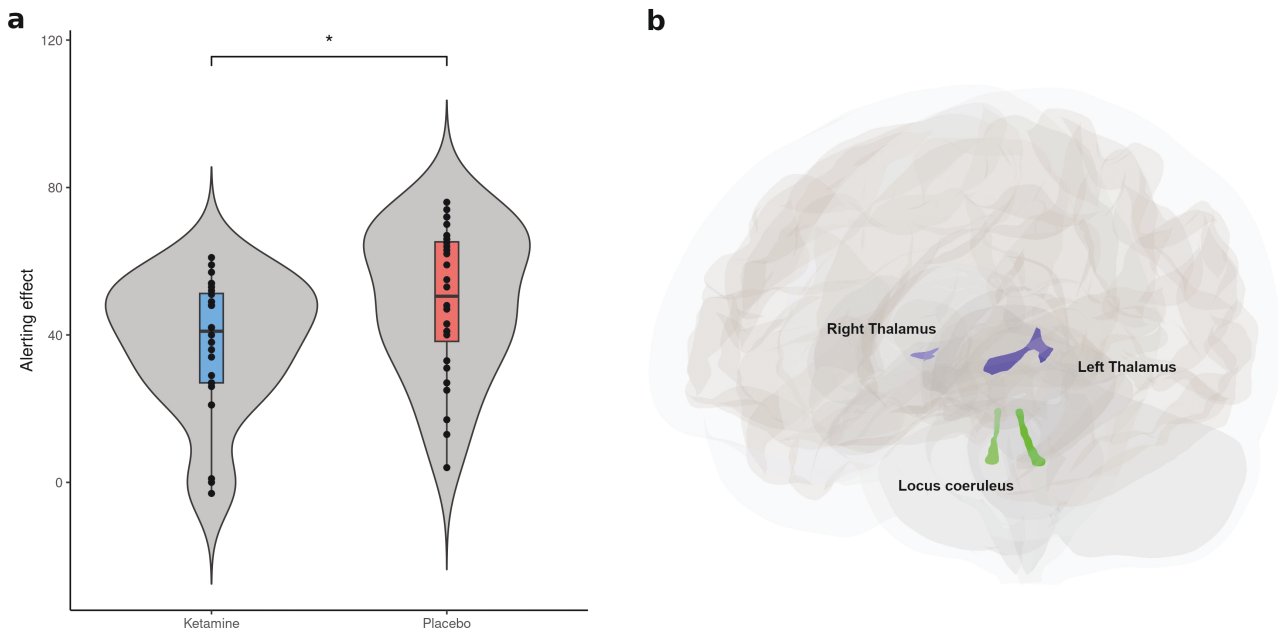 a
120
*
80
40
0
Alerting effect
Ketamine
Placebo
b
Right Thalamus
Left Thalamus
Locus coeruleus